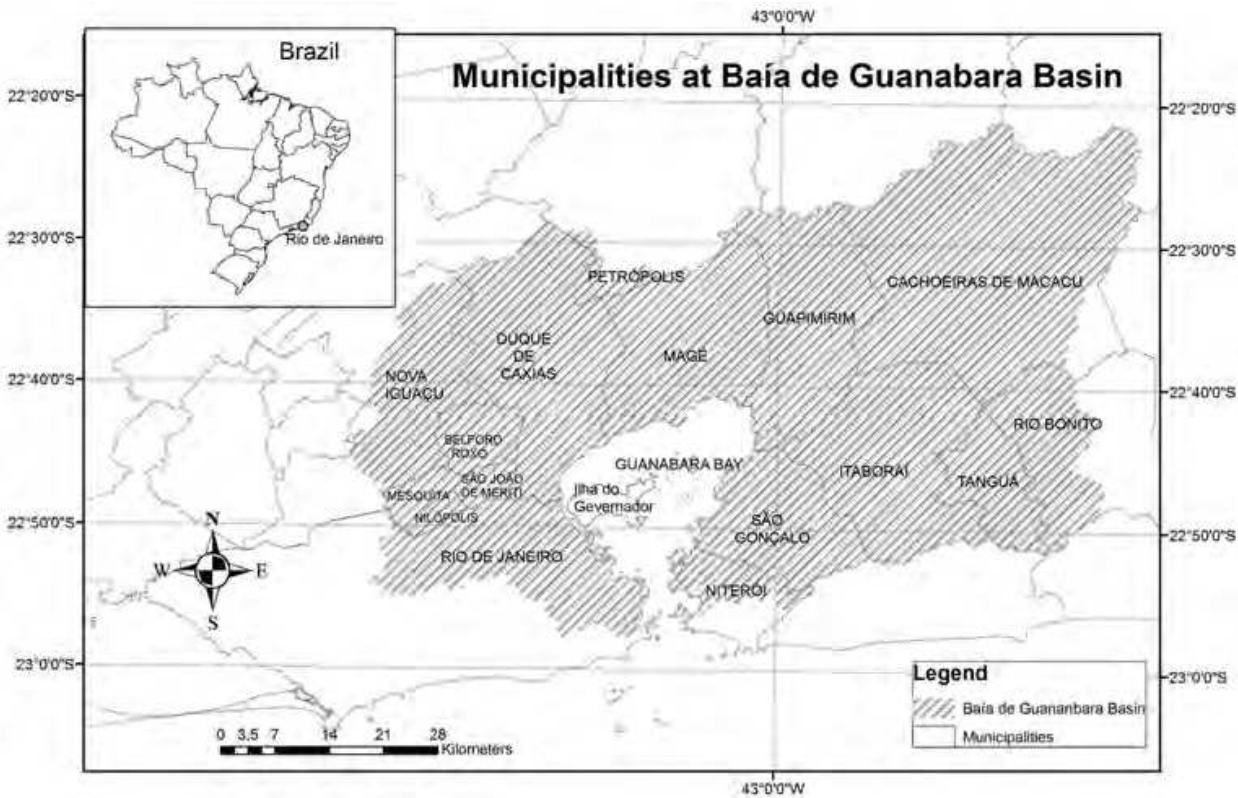 43°0'0"W
Brazil
Rio de Janeiro
Municipalities at Baía de Guanabara Basin
22°20'0"S
22°20'0"S
22°30'0"S
22°30'0"S
PETRÓPOLIS
CACHOEIRAS DE MACACU
GUAPIMIRIM
DUQUE
DE
CAXIAS
MAGÉ
NOVA
IGUAÇU
22°40'0"S
22°40'0"S
RIO BONITO
BELFORD
ROXO
GUANABARA BAY
ITABORAÍ
SÃO JOÃO
DE MERITI
TANGUÁ
MESQUITA
Ilha do
Gevernador
NILÓPOLIS
SÃO
GONÇALO
22°50'0"S
22°50'0"S
RIO DE JANEIRO
NITERÓI
N
W
E
S
23°0'0"S
23°0'0"S
Legend
Baía de Guananbara Basin
Municipalities
0 3,5 7 14 21 28
Kilometers
43°0'0"W